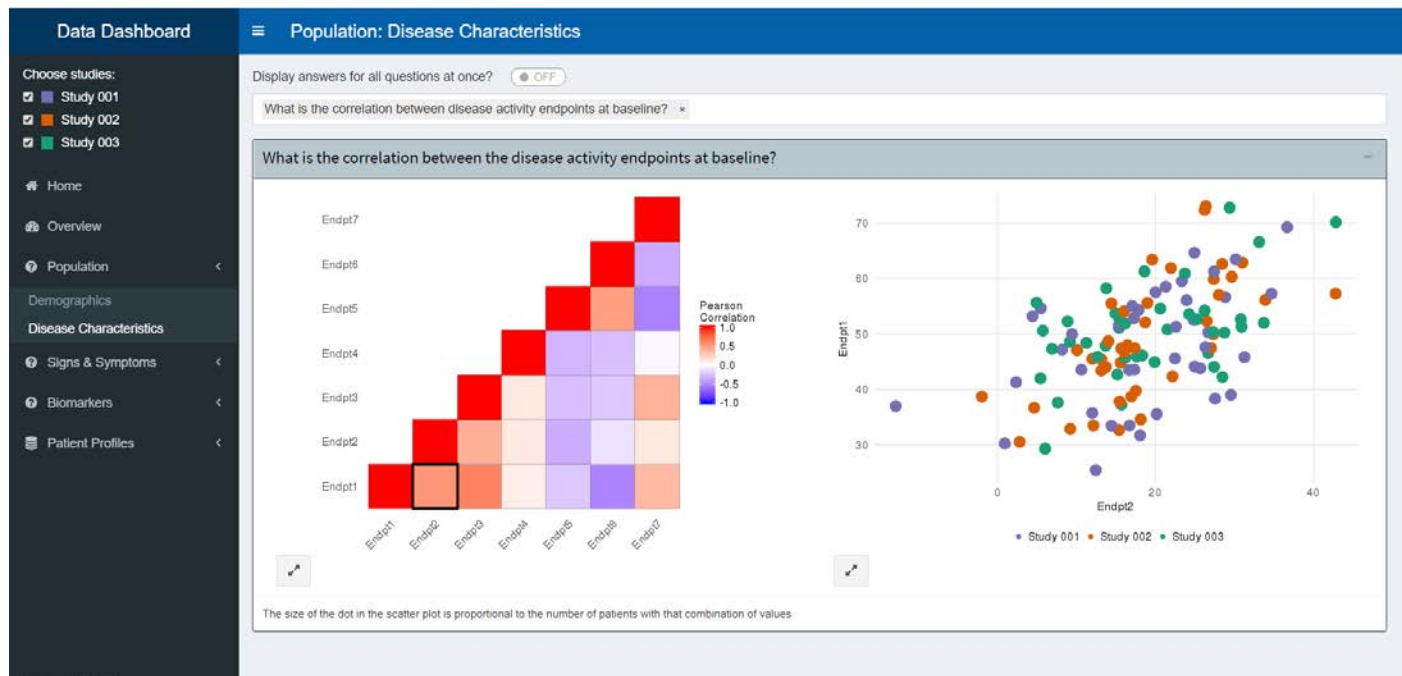 Data Dashboard
Population: Disease Characteristics
Choose studies:
Study 001
Study 002
Study 003
Home
Overview
Population
Demographics
Disease Characteristics
Signs & Symptoms
Biomarkers
Patient Profiles
Display answers for all questions at once? OFF
What is the correlation between disease activity endpoints at baseline? ×
What is the correlation between the disease activity endpoints at baseline?
Endpt7
Endpt6
Endpt5
Endpt4
Endpt3
Endpt2
Endpt1
Endpt1 Endpt2 Endpt3 Endpt4 Endpt5 Endpt6 Endpt7
Pearson
Correlation
1.0
0.5
0.0
-0.5
-1.0
Endpt1
70
60
50
40
30
0 20 40
Endpt2
Study 001 Study 002 Study 003
The size of the dot in the scatter plot is proportional to the number of patients with that combination of values